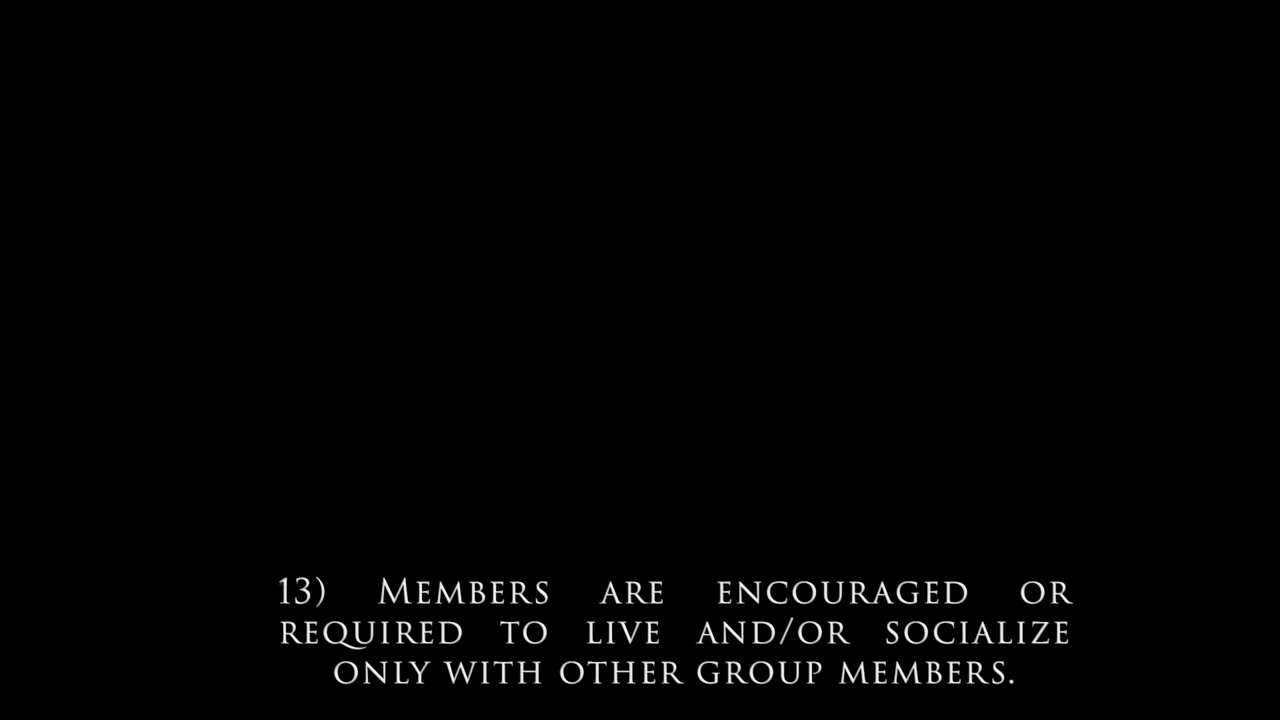 13) Members are encouraged or
required to live and/or socialize
only with other group members.